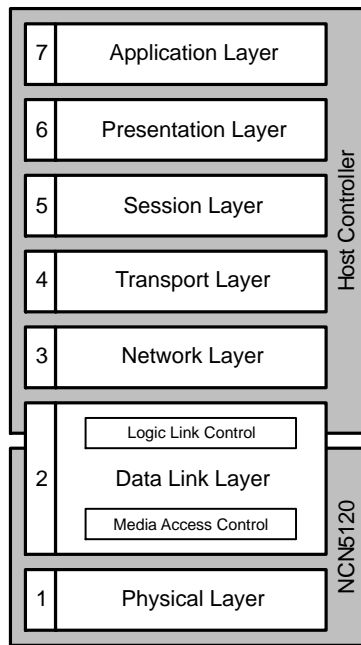 7 Application Layer
6 Presentation Layer
5 Session Layer
4 Transport Layer
3 Network Layer
Host Controller
Logic Link Control
2 Data Link Layer
Media Access Control
1 Physical Layer
NCN5120